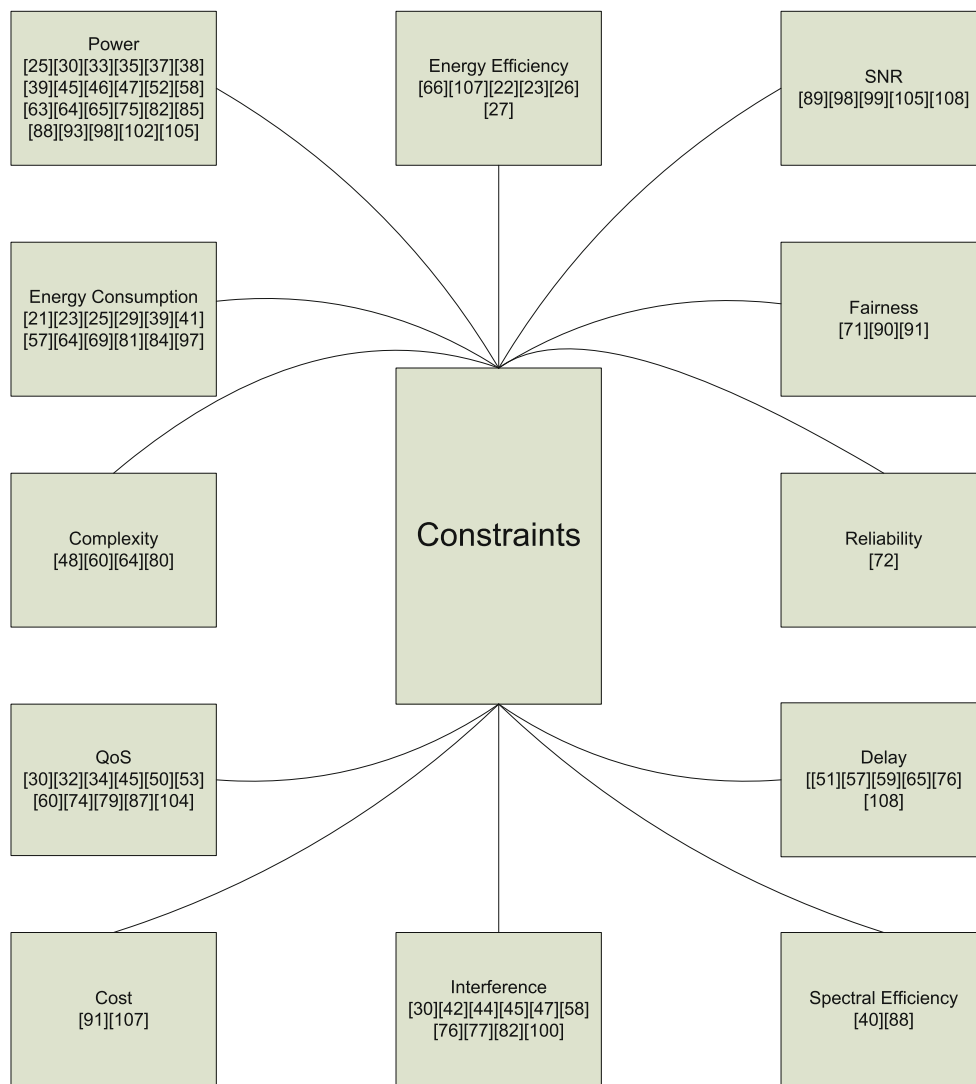 Power
[25][30][33][35][37][38]
[39][45][46][47][52][58]
[63][64][65][75][82][85]
[88][93][98][102][105]
Energy Efficiency
[66][107][22][23][26]
[27]
SNR
[89][98][99][105][108]
Energy Consumption
[21][23][25][29][39][41]
[57][64][69][81][84][97]
Fairness
[71][90][91]
Complexity
[48][60][64][80]
Constraints
Reliability
[72]
QoS
[30][32][34][45][50][53]
[60][74][79][87][104]
Delay
[[51][57][59][65][76]
[108]
Cost
[91][107]
Interference
[30][42][44][45][47][58]
[76][77][82][100]
Spectral Efficiency
[40][88]